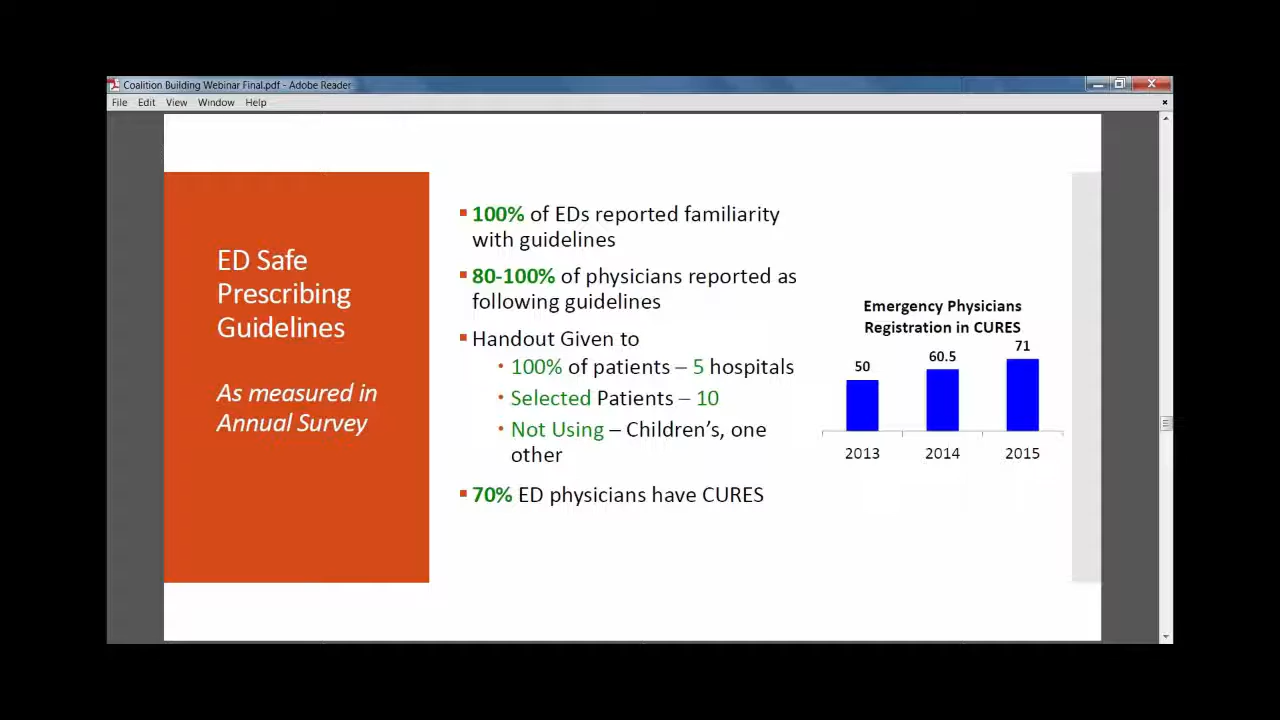 Coalition Building Webinar Final.pdf - Adobe Reader
File Edit View Window Help
ED Safe
Prescribing
Guidelines
As measured in
Annual Survey
▪ 100% of EDs reported familiarity
with guidelines
▪ 80-100% of physicians reported as
following guidelines
▪ Handout Given to
• 100% of patients – 5 hospitals
• Selected Patients – 10
• Not Using – Children's, one
other
▪ 70% ED physicians have CURES
Emergency Physicians
Registration in CURES
50 60.5 71
2013 2014 2015